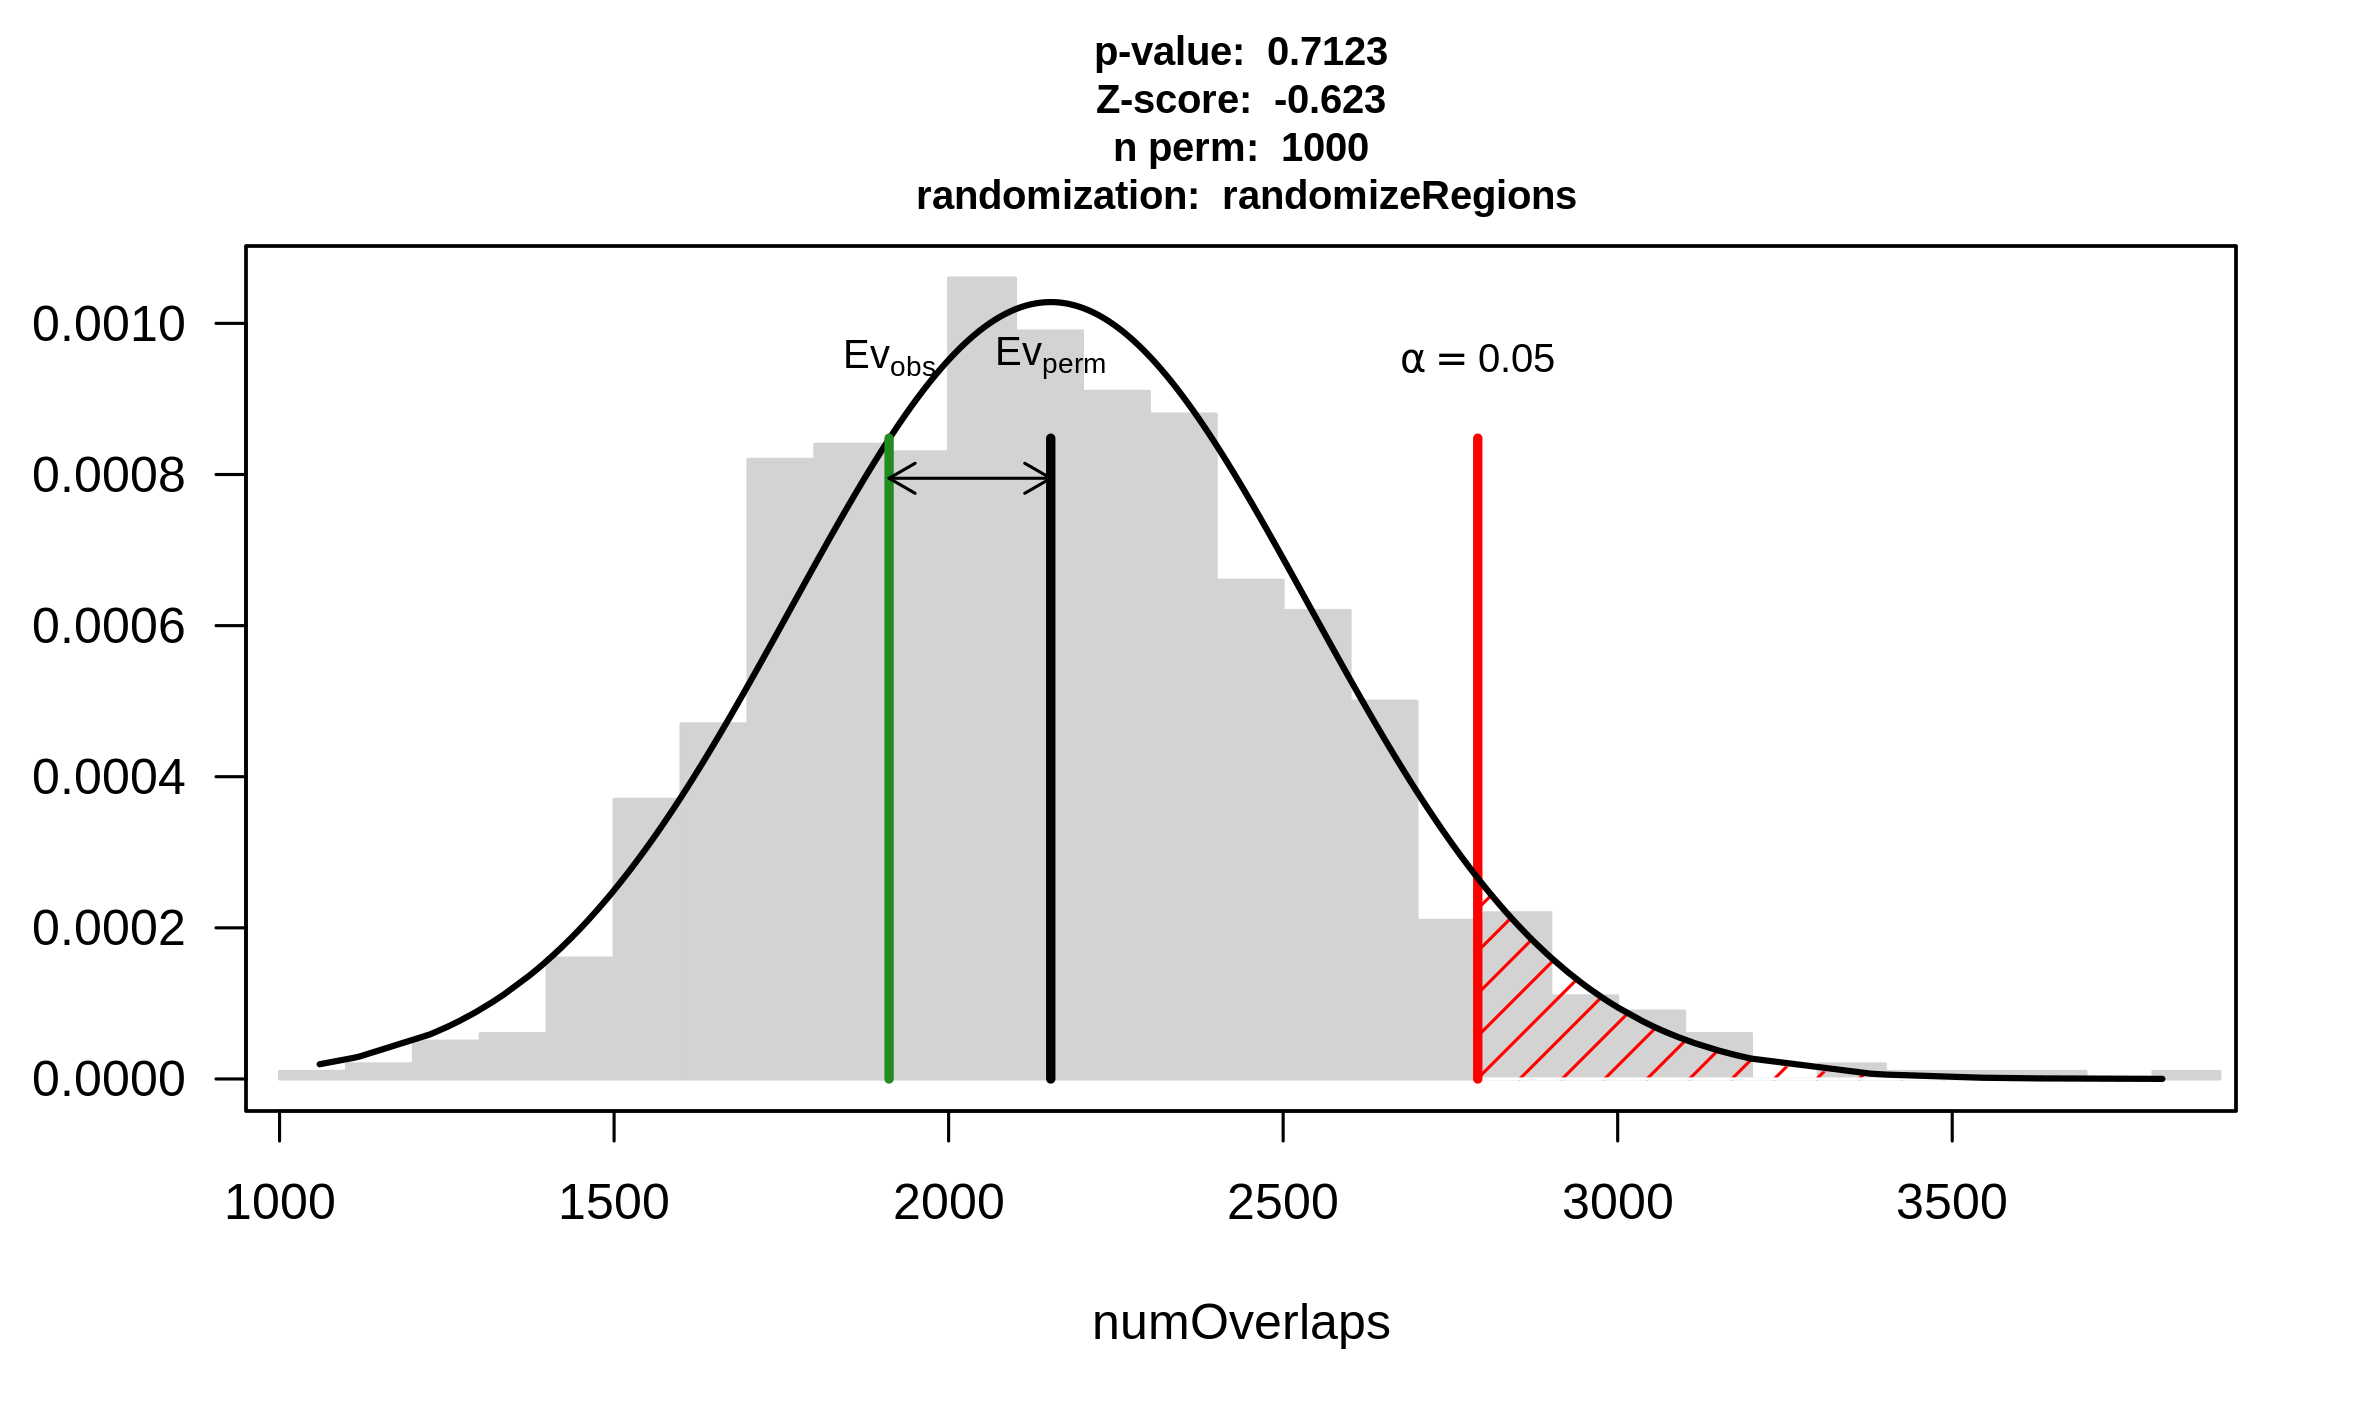 p-value: 0.7123
Z-score: -0.623
n perm: 1000
randomization: randomizeRegions
0.0010
0.0008
0.0006
0.0004
0.0002
0.0000
Evobs
Evperm
α = 0.05
1000
1500
2000
2500
3000
3500
numOverlaps